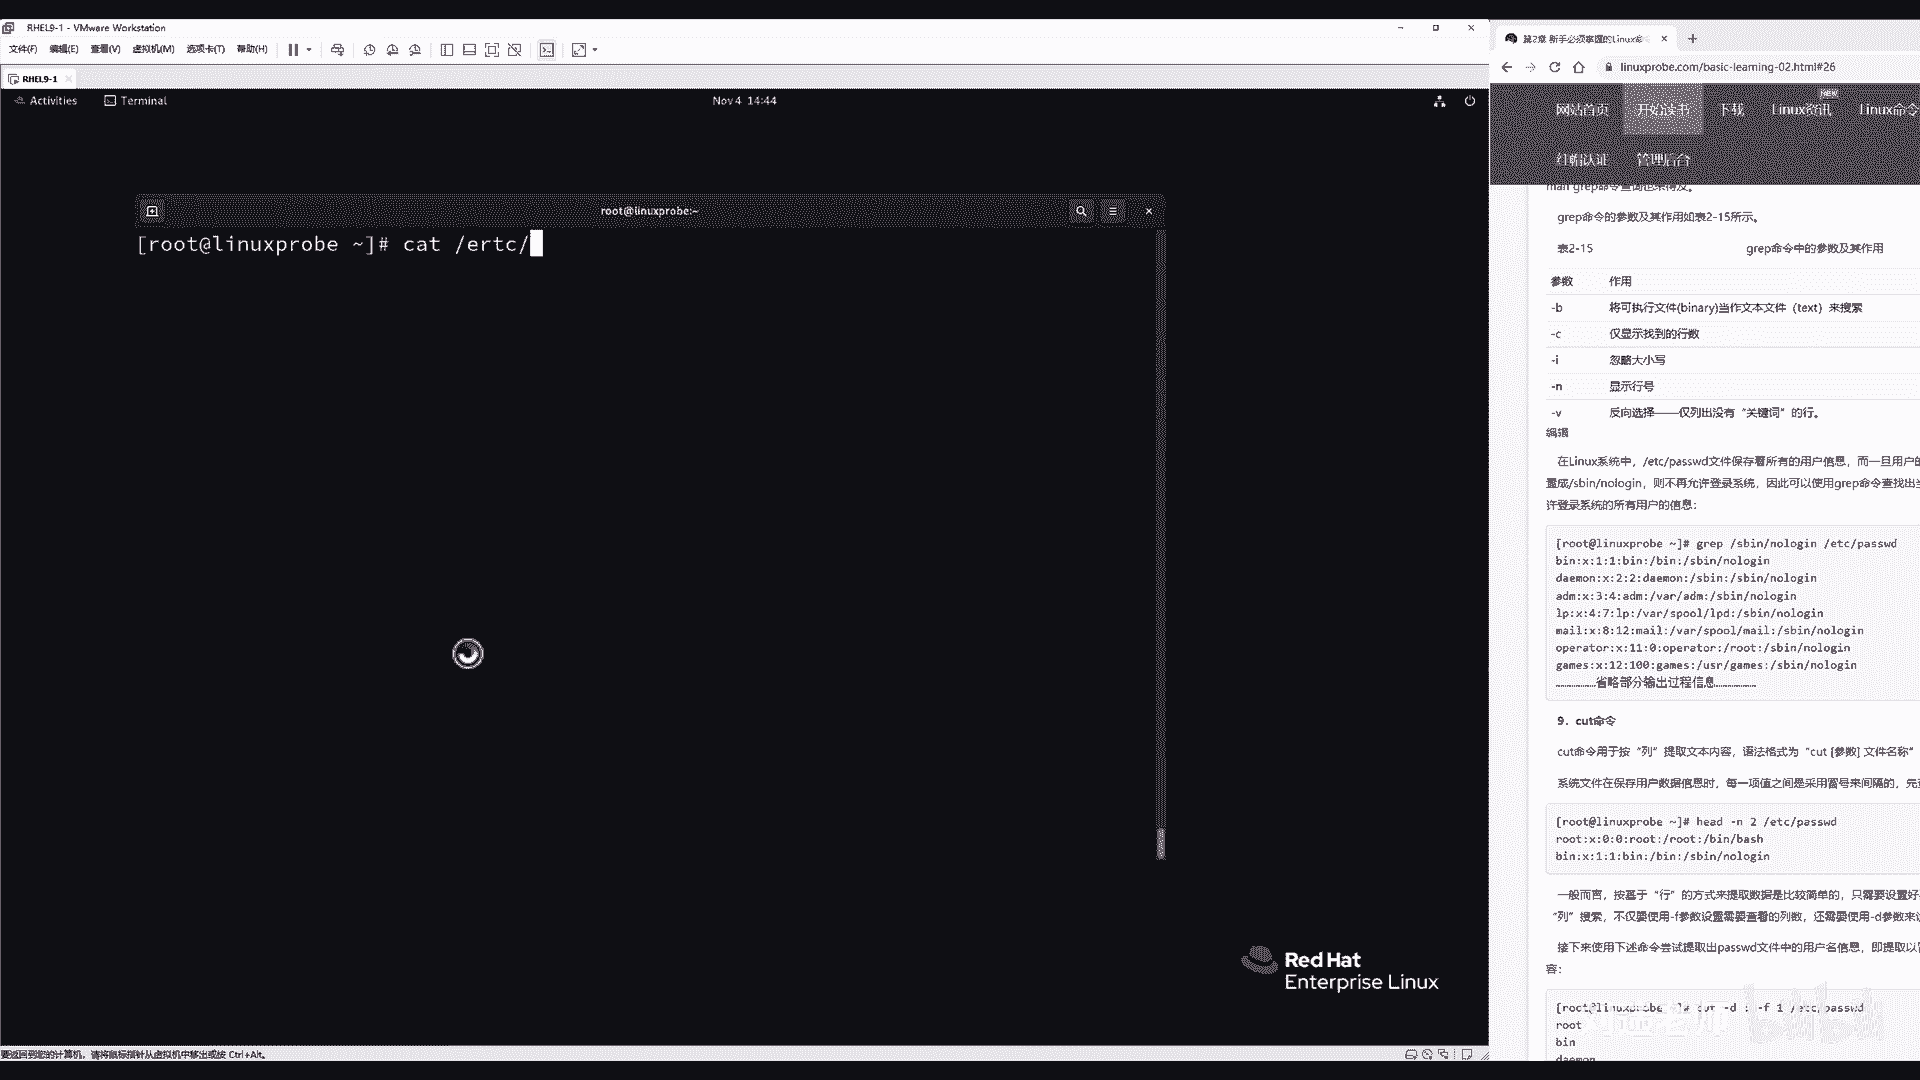 RHEL9-1 - VMware Workstation
文件(F) 编辑(E) 查看(V) 虚拟机(M) 选项卡(T) 帮助(H)
RHEL9-1
Activities Terminal
Nov 4 14:44
root@linuxprobe:~
[root@linuxprobe ~]# cat /ertc/
Red Hat
Enterprise Linux
要返回到您的计算机，请将鼠标指针从虚拟机中移出或按 Ctrl+Alt。
第2章 新手必须掌握的Linux命
linuxprobe.com/basic-learning-02.html#26
网站首页 开始读书 下载 Linux资讯 NEW Linux命令
红帽认证 管理后台
man grep命令查询也来得及。
grep命令的参数及其作用如表2-15所示。
表2-15 grep命令中的参数及其作用
参数 作用
-b 将可执行文件(binary)当作文本文件（text）来搜索
-c 仅显示找到的行数
-i 忽略大小写
-n 显示行号
-v 反向选择——仅列出没有“关键词”的行。
编辑
在Linux系统中，/etc/passwd文件保存着所有的用户信息，而一旦用户的
置成/sbin/nologin，则不再允许登录系统，因此可以使用grep命令查找出
许登录系统的所有用户的信息：
[root@linuxprobe ~]# grep /sbin/nologin /etc/passwd
bin:x:1:1:bin:/bin:/sbin/nologin
daemon:x:2:2:daemon:/sbin:/sbin/nologin
adm:x:3:4:adm:/var/adm:/sbin/nologin
lp:x:4:7:lp:/var/spool/lpd:/sbin/nologin
mail:x:8:12:mail:/var/spool/mail:/sbin/nologin
operator:x:11:0:operator:/root:/sbin/nologin
games:x:12:100:games:/usr/games:/sbin/nologin
………………省略部分输出过程信息………………
9．cut命令
cut命令用于按“列”提取文本内容，语法格式为“cut [参数] 文件名称”
系统文件在保存用户数据信息时，每一项值之间是采用冒号来间隔的，先
[root@linuxprobe ~]# head -n 2 /etc/passwd
root:x:0:0:root:/root:/bin/bash
bin:x:1:1:bin:/bin:/sbin/nologin
一般而言，按基于“行”的方式来提取数据是比较简单的，只需要设置好
“列”搜索，不仅要使用-f参数设置需要查看的列数，还需要使用-d参数来
接下来使用下述命令尝试提取出passwd文件中的用户名信息，即提取以
容：
[root@linuxprobe ~]# cut -d : -f 1 /etc/passwd
root
bin
daemon